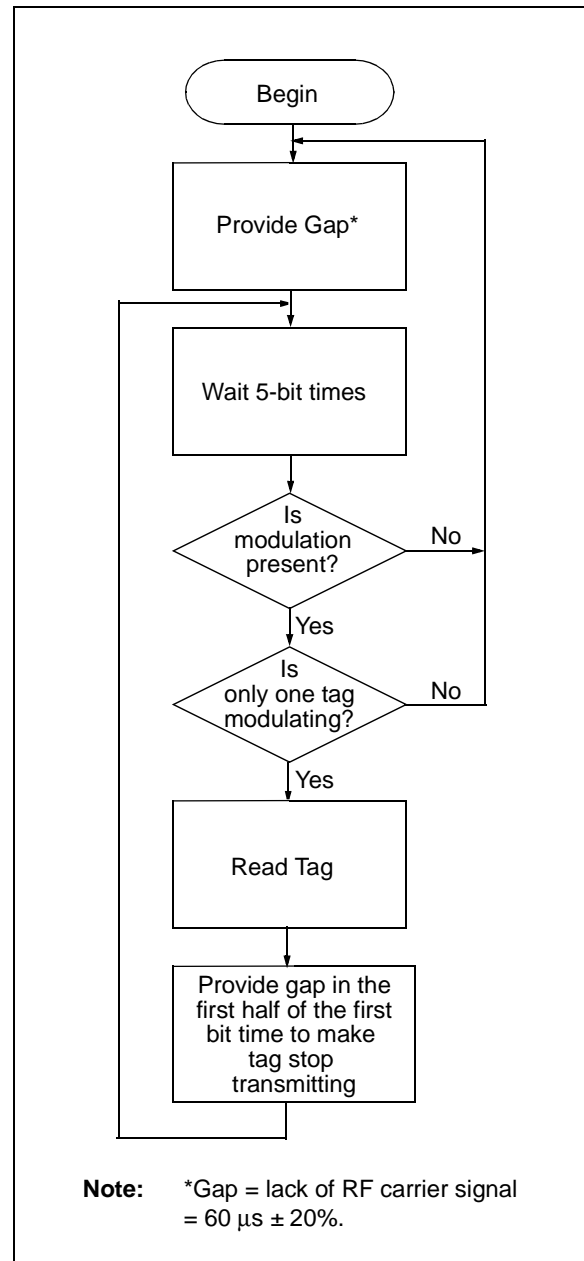 Begin
Provide Gap*
Wait 5-bit times
Is
modulation
present?
No
Yes
Is
only one tag
modulating?
No
Yes
Read Tag
Provide gap in the
first half of the first
bit time to make
tag stop
transmitting
Note: *Gap = lack of RF carrier signal
= 60 μs ± 20%.